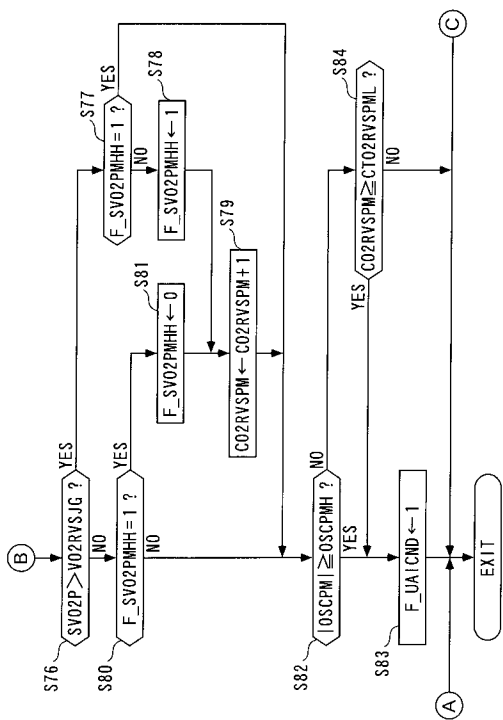 B
S76
SVO2P>VO2RVSJG ?
YES
NO
S77
F_SVO2PMHH=1 ?
YES
NO
S78
F_SVO2PMHH←1
S80
F_SVO2PMHH=1 ?
YES
NO
S81
F_SVO2PMHH←0
S79
CO2RVSPM←CO2RVSPM+1
S82
|OSCPM|≧OSCPMH ?
NO
YES
S84
CO2RVSPM≧CTO2RVSPML ?
YES
NO
S83
F_UAICND←1
A
C
EXIT